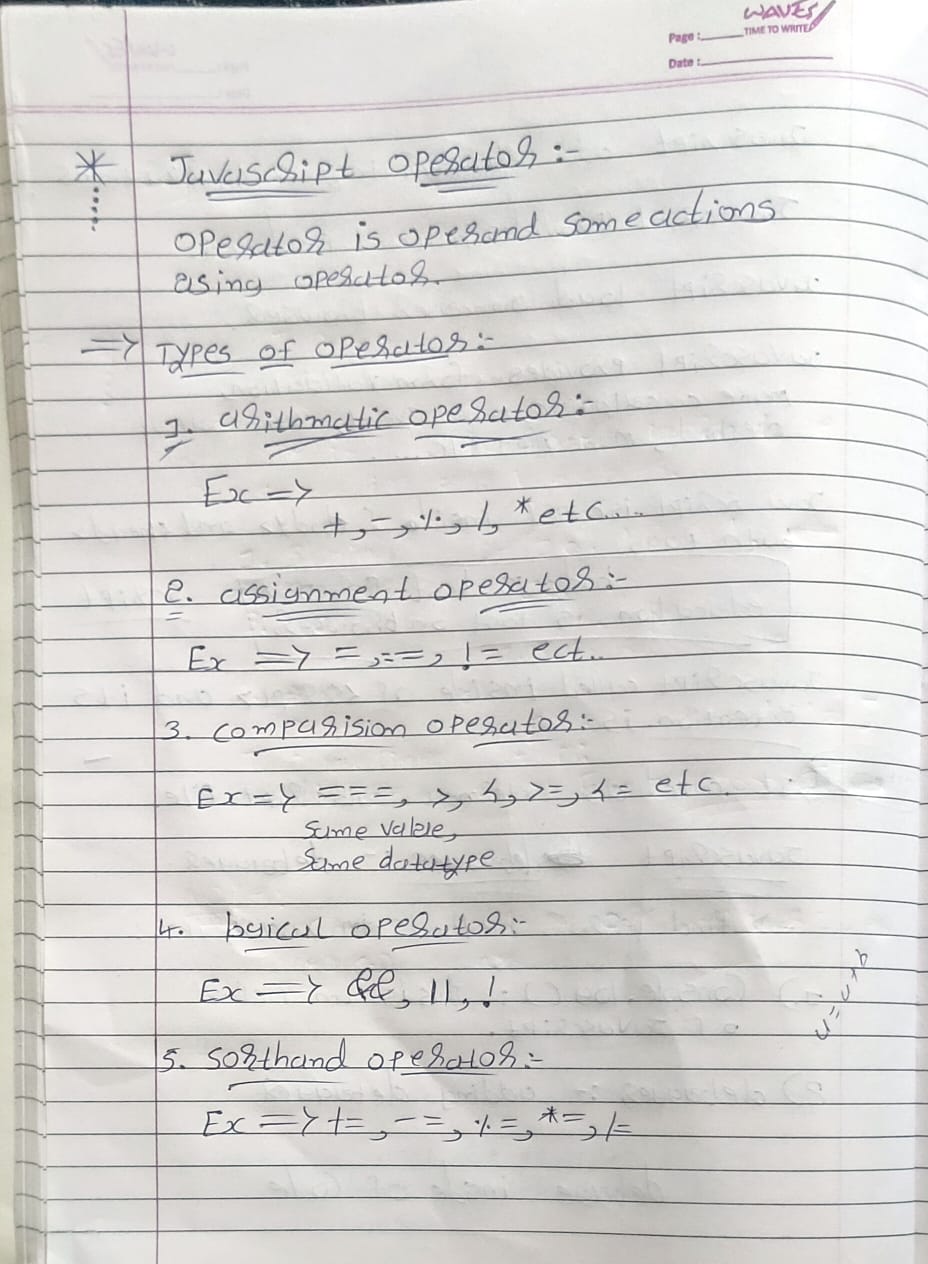 WAVES
TIME TO WRITE
Page :
Date :
* Javascript operator :-
operator is operand some actions
using operator.
=> Types of operator :-
1. arithmatic operator :-
Ex =>
+, -, %, /, * etc....
2. assignment operator :-
Ex => =, ==, != ect..
3. comparision operator :-
Ex => ===, >, <, >=, <= etc.
same value,
same datatype
4. logical operator :-
Ex => &&, ||, !
5. sorthand operator :-
Ex => +=, -=, %=, *=, /=